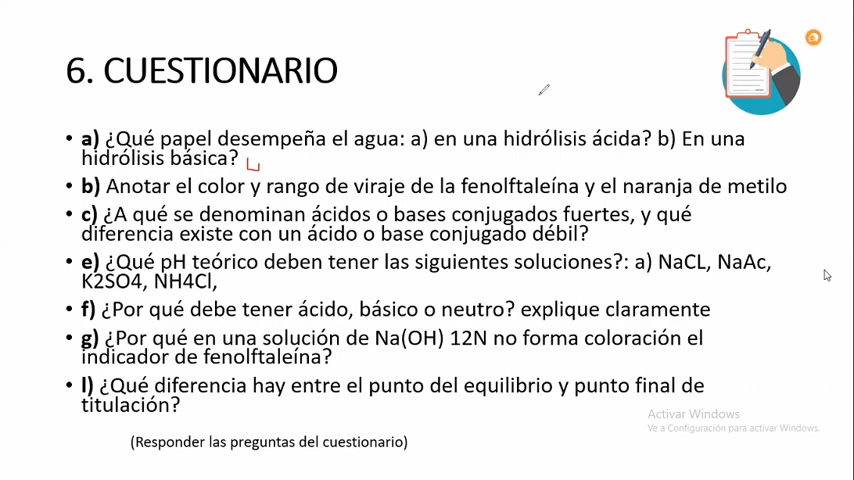 6. CUESTIONARIO
• a) ¿Qué papel desempeña el agua: a) en una hidrólisis ácida? b) En una
hidrólisis básica?
• b) Anotar el color y rango de viraje de la fenolftaleína y el naranja de metilo
• c) ¿A qué se denominan ácidos o bases conjugados fuertes, y qué
diferencia existe con un ácido o base conjugado débil?
• e) ¿Qué pH teórico deben tener las siguientes soluciones?: a) NaCL, NaAc,
K2SO4, NH4Cl,
• f) ¿Por qué debe tener ácido, básico o neutro? explique claramente
• g) ¿Por qué en una solución de Na(OH) 12N no forma coloración el
indicador de fenolftaleína?
• l) ¿Qué diferencia hay entre el punto del equilibrio y punto final de
titulación?
Activar Windows
Ve a Configuración para activar Windows.
(Responder las preguntas del cuestionario)